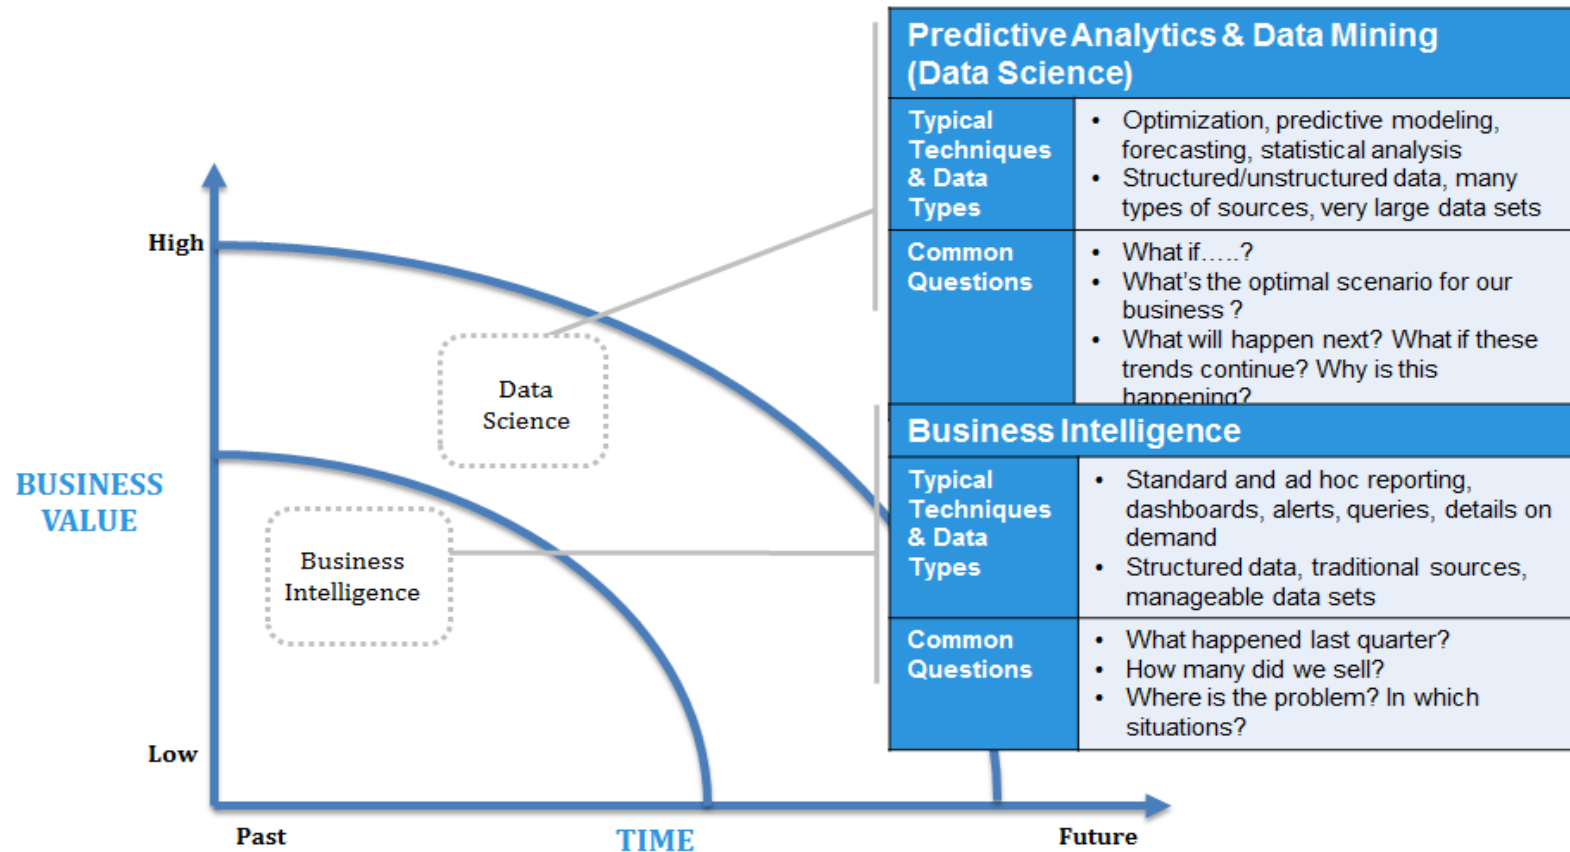 Predictive Analytics & Data Mining
(Data Science)
Typical
Techniques
& Data
Types
• Optimization, predictive modeling,
forecasting, statistical analysis
• Structured/unstructured data, many
types of sources, very large data sets
Common
Questions
• What if.....?
• What's the optimal scenario for our
business ?
• What will happen next? What if these
trends continue? Why is this
happening?
Business Intelligence
Typical
Techniques
& Data
Types
• Standard and ad hoc reporting,
dashboards, alerts, queries, details on
demand
• Structured data, traditional sources,
manageable data sets
Common
Questions
• What happened last quarter?
• How many did we sell?
• Where is the problem? In which
situations?
High
Data
Science
BUSINESS
VALUE
Business
Intelligence
Low
Past
TIME
Future